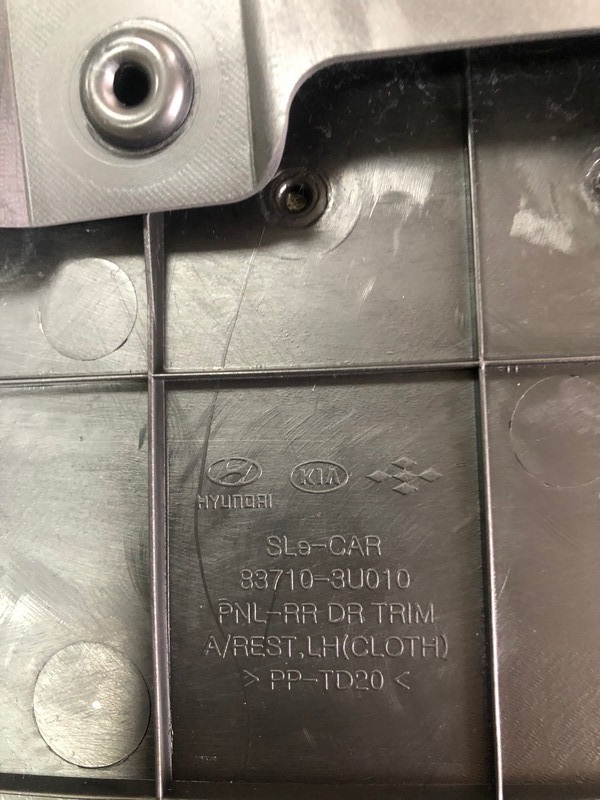 HYUNDAI KIA
SLe-CAR
83710-3U010
PNL-RR DR TRIM
A/REST,LH(CLOTH)
> PP-TD20 <